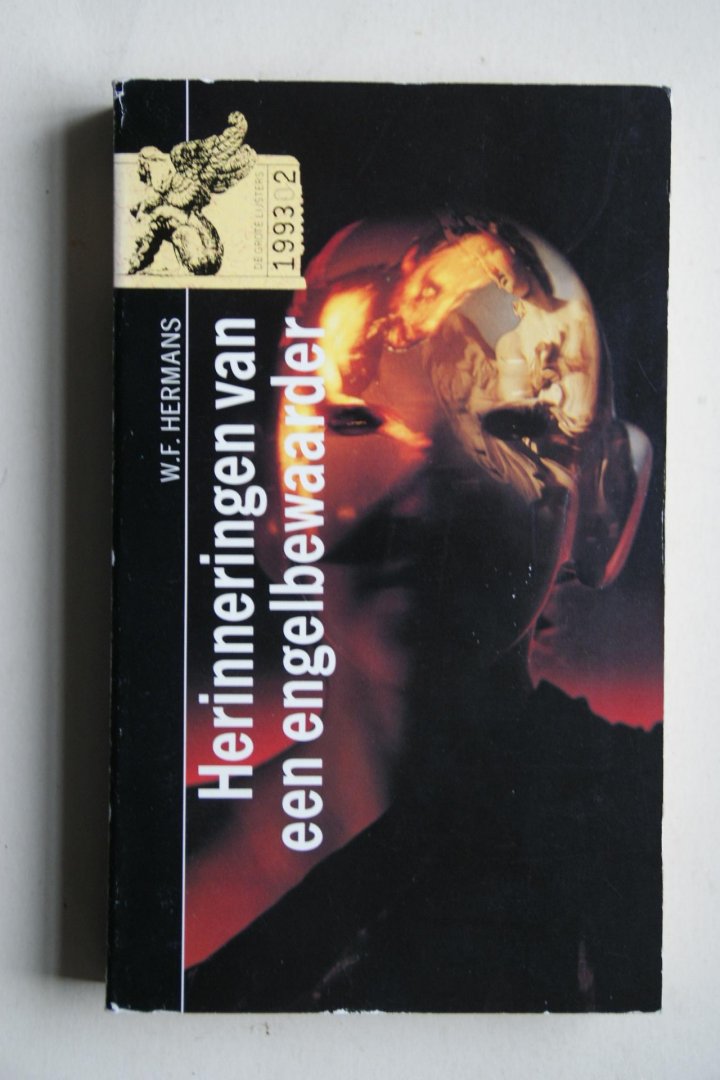 DE GROTE LIJSTERS
1993 02
W.F. HERMANS
Herinneringen van
een engelbewaarder